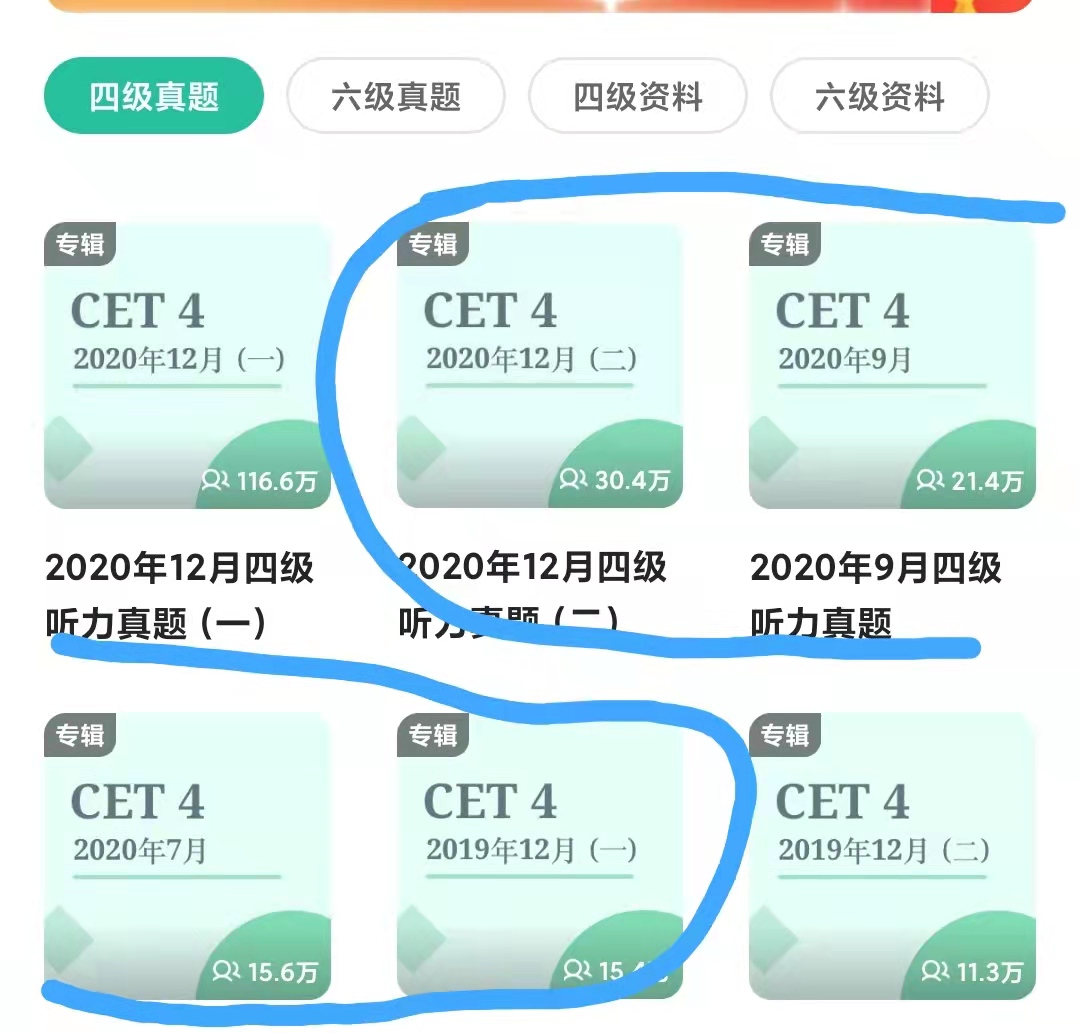 四级真题
六级真题
四级资料
六级资料
专辑
CET 4
2020年12月（一）
116.6万
2020年12月四级
听力真题（一）
专辑
CET 4
2020年12月（二）
30.4万
2020年12月四级
听力真题（二）
专辑
CET 4
2020年9月
21.4万
2020年9月四级
听力真题
专辑
CET 4
2020年7月
15.6万
专辑
CET 4
2019年12月（一）
专辑
CET 4
2019年12月（二）
11.3万